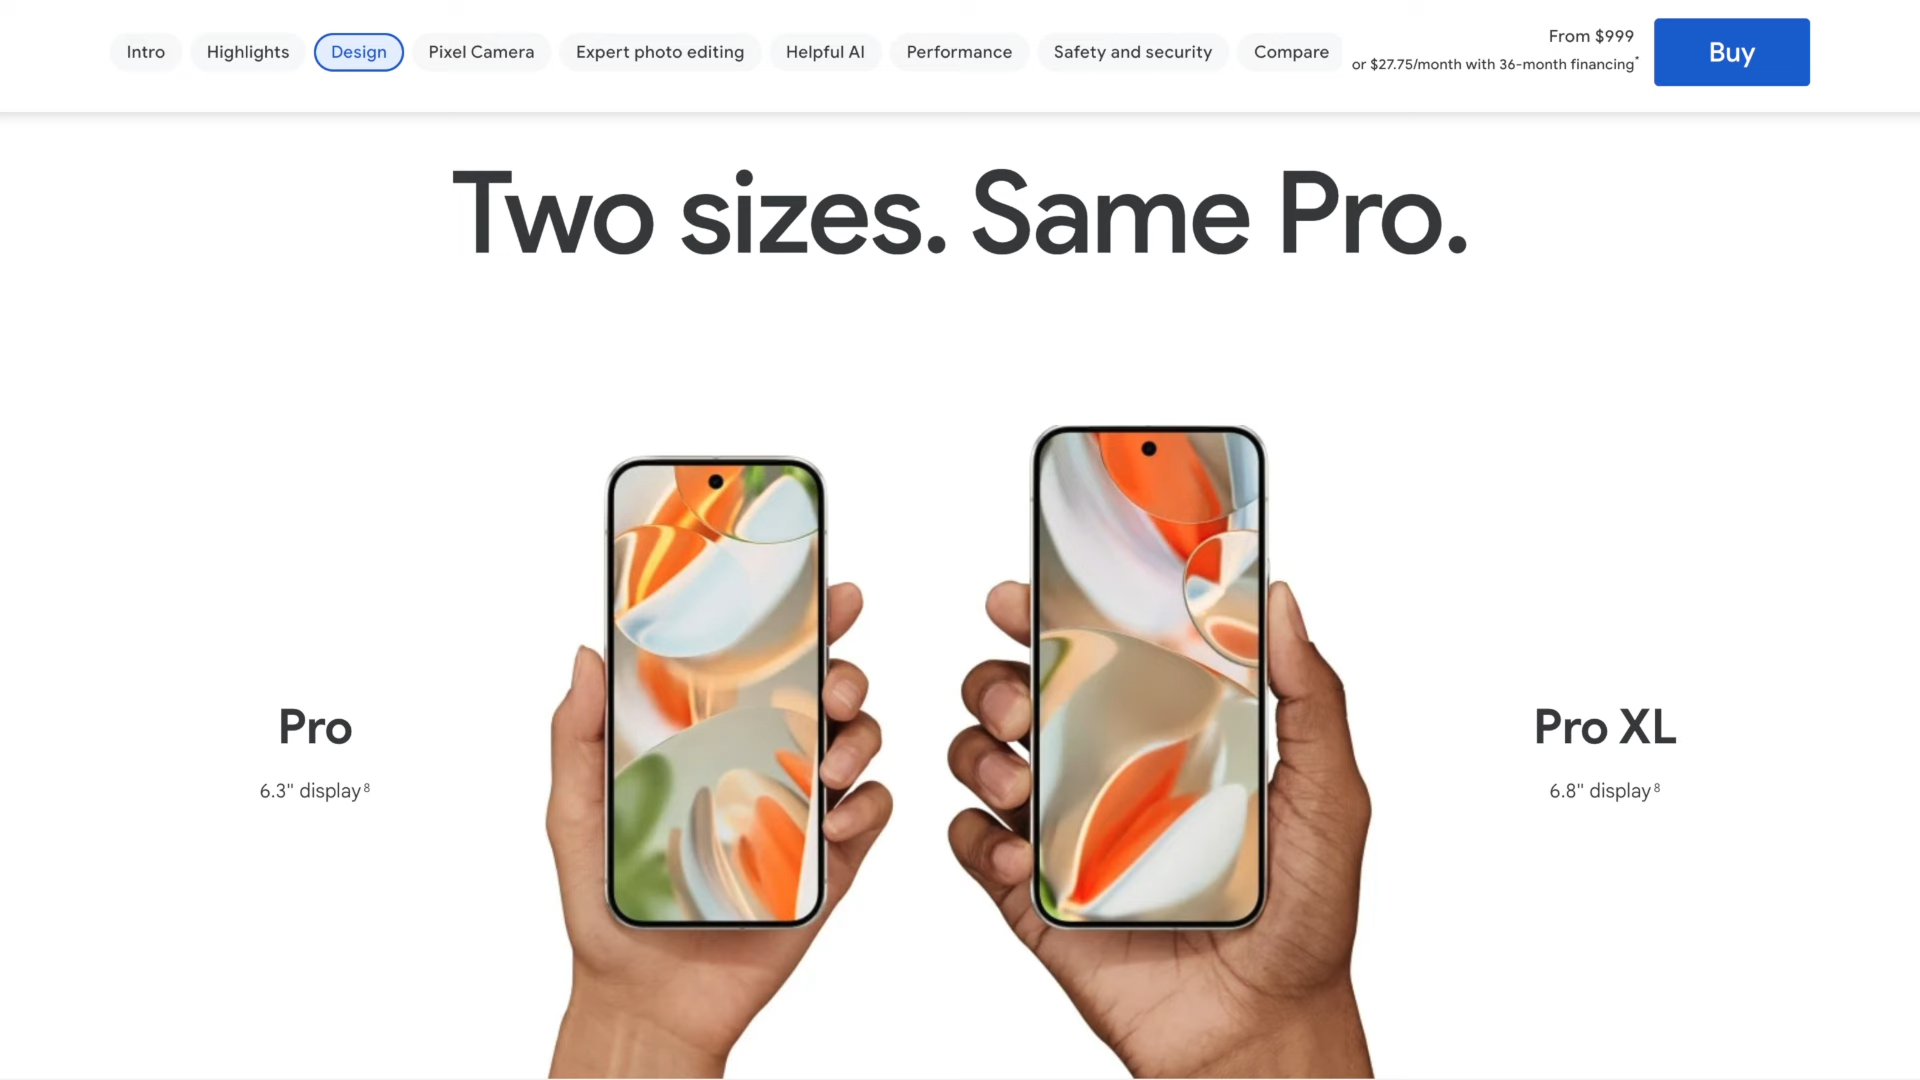 Intro
Highlights
Design
Pixel Camera
Expert photo editing
Helpful AI
Performance
Safety and security
Compare
From $999
or $27.75/month with 36-month financing*
Buy
Two sizes. Same Pro.
Pro
6.3" display⁸
Pro XL
6.8" display⁸